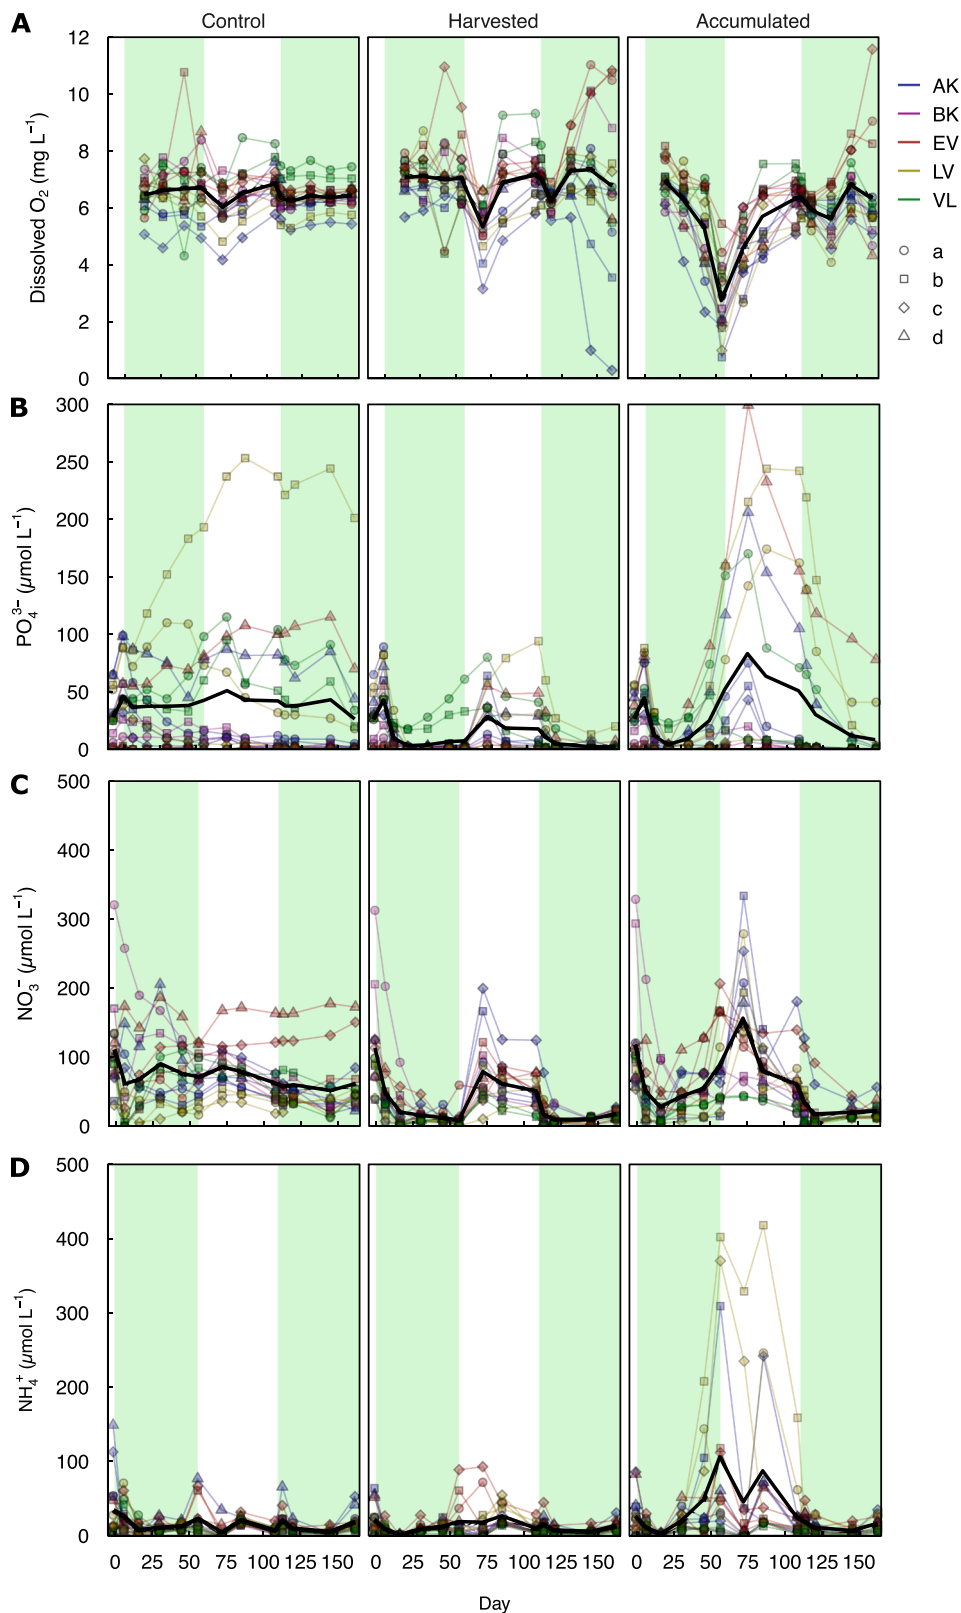 A
Control
Harvested
Accumulated
Dissolved O₂ (mg L⁻¹)
12
10
8
6
4
2
0
AK
BK
EV
LV
VL
a
b
c
d
B
PO₄³⁻ (µmol L⁻¹)
300
250
200
150
100
50
0
C
NO₃⁻ (µmol L⁻¹)
500
400
300
200
100
0
D
NH₄⁺ (µmol L⁻¹)
500
400
300
200
100
0
0 25 50 75 100 125 150
0 25 50 75 100 125 150
0 25 50 75 100 125 150
Day